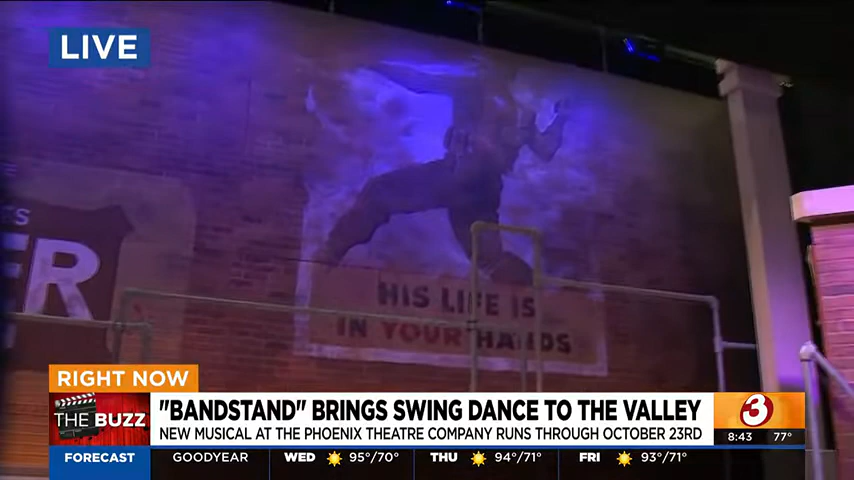 LIVE
HIS LIFE IS
IN YOUR HANDS
RIGHT NOW
THE BUZZ
"BANDSTAND" BRINGS SWING DANCE TO THE VALLEY
NEW MUSICAL AT THE PHOENIX THEATRE COMPANY RUNS THROUGH OCTOBER 23RD
3
8:43 77°
FORECAST GOODYEAR WED 95°/70° THU 94°/71° FRI 93°/71°